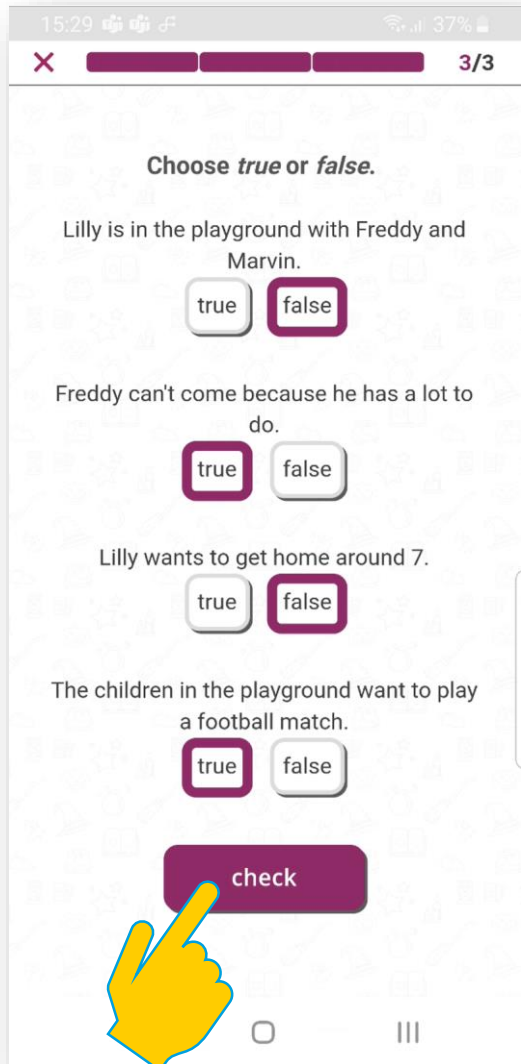 15:29 37%
3/3
Choose true or false.
Lilly is in the playground with Freddy and
Marvin.
true false
Freddy can't come because he has a lot to
do.
true false
Lilly wants to get home around 7.
true false
The children in the playground want to play
a football match.
true false
check